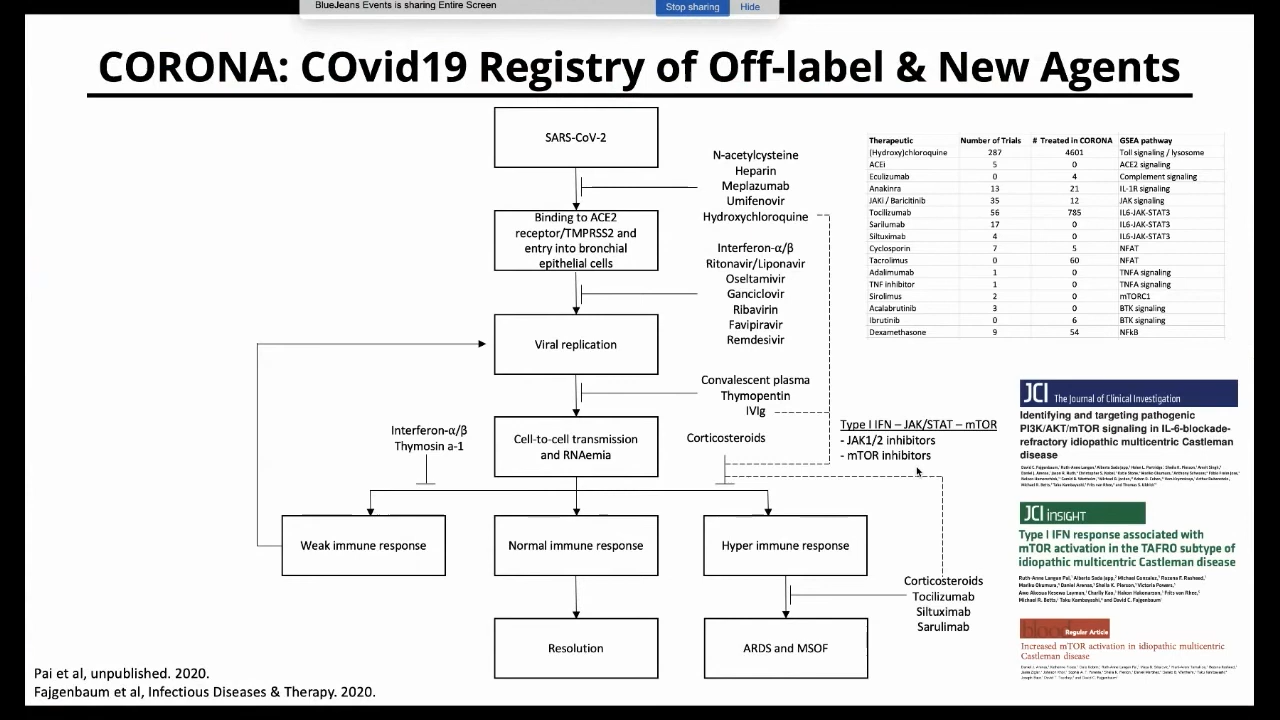 BlueJeans Events is sharing Entire Screen
Stop sharing
Hide
CORONA: COvid19 Registry of Off-label & New Agents
SARS-CoV-2
N-acetylcysteine
Heparin
Meplazumab
Umifenovir
Hydroxychloroquine
Binding to ACE2
receptor/TMPRSS2 and
entry into bronchial
epithelial cells
Interferon-α/β
Ritonavir/Liponavir
Oseltamivir
Ganciclovir
Ribavirin
Favipiravir
Remdesivir
Viral replication
Convalescent plasma
Thymopentin
IVIg
Interferon-α/β
Thymosin a-1
Cell-to-cell transmission
and RNAemia
Corticosteroids
Type I IFN – JAK/STAT – mTOR
- JAK1/2 inhibitors
- mTOR inhibitors
Weak immune response
Normal immune response
Hyper immune response
Corticosteroids
Tocilizumab
Siltuximab
Sarulimab
Resolution
ARDS and MSOF
Therapeutic Number of Trials # Treated in CORONA GSEA pathway
(Hydroxy)chloroquine 287 4601 Toll signaling / lysosome
ACEi 5 0 ACE2 signaling
Eculizumab 0 4 Complement signaling
Anakinra 13 21 IL-1R signaling
JAKi / Baricitinib 35 12 JAK signaling
Tocilizumab 56 785 IL6-JAK-STAT3
Sarilumab 17 0 IL6-JAK-STAT3
Siltuximab 4 0 IL6-JAK-STAT3
Cyclosporin 7 5 NFAT
Tacrolimus 0 60 NFAT
Adalimumab 1 0 TNFA signaling
TNF inhibitor 1 0 TNFA signaling
Sirolimus 2 0 mTORC1
Acalabrutinib 3 0 BTK signaling
Ibrutinib 0 6 BTK signaling
Dexamethasone 9 54 NFkB
JCI The Journal of Clinical Investigation
Identifying and targeting pathogenic
PI3K/AKT/mTOR signaling in IL-6-blockade-
refractory idiopathic multicentric Castleman
disease
JCI INSIGHT
Type I IFN response associated with
mTOR activation in the TAFRO subtype of
idiopathic multicentric Castleman disease
blood Regular Article
Increased mTOR activation in idiopathic multicentric
Castleman disease
Pai et al, unpublished. 2020.
Fajgenbaum et al, Infectious Diseases & Therapy. 2020.